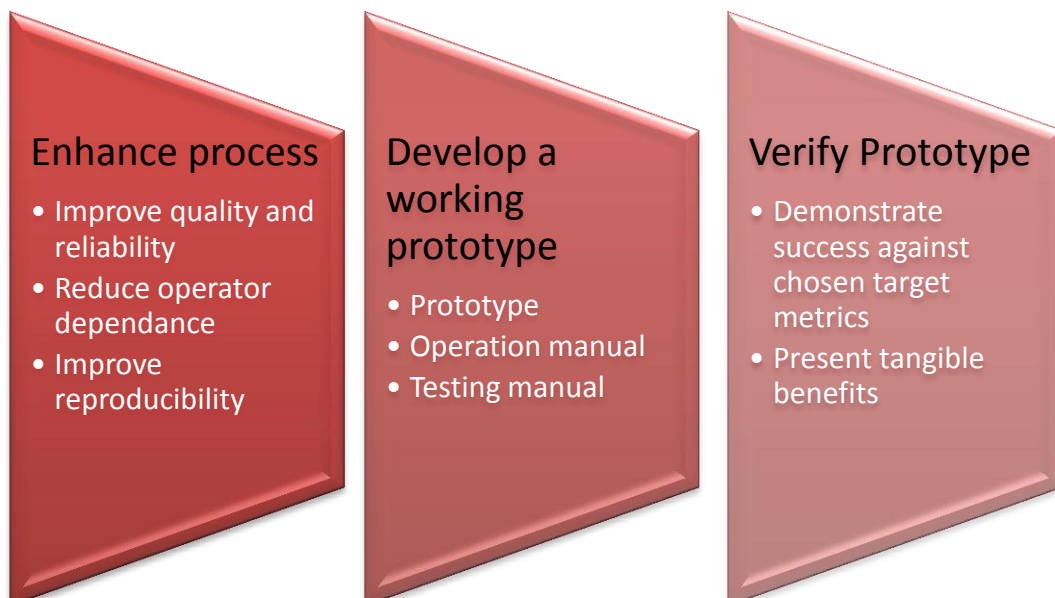 Enhance process
• Improve quality and
reliability
• Reduce operator
dependance
• Improve
reproducibility
Develop a
working
prototype
• Prototype
• Operation manual
• Testing manual
Verify Prototype
• Demonstrate
success against
chosen target
metrics
• Present tangible
benefits